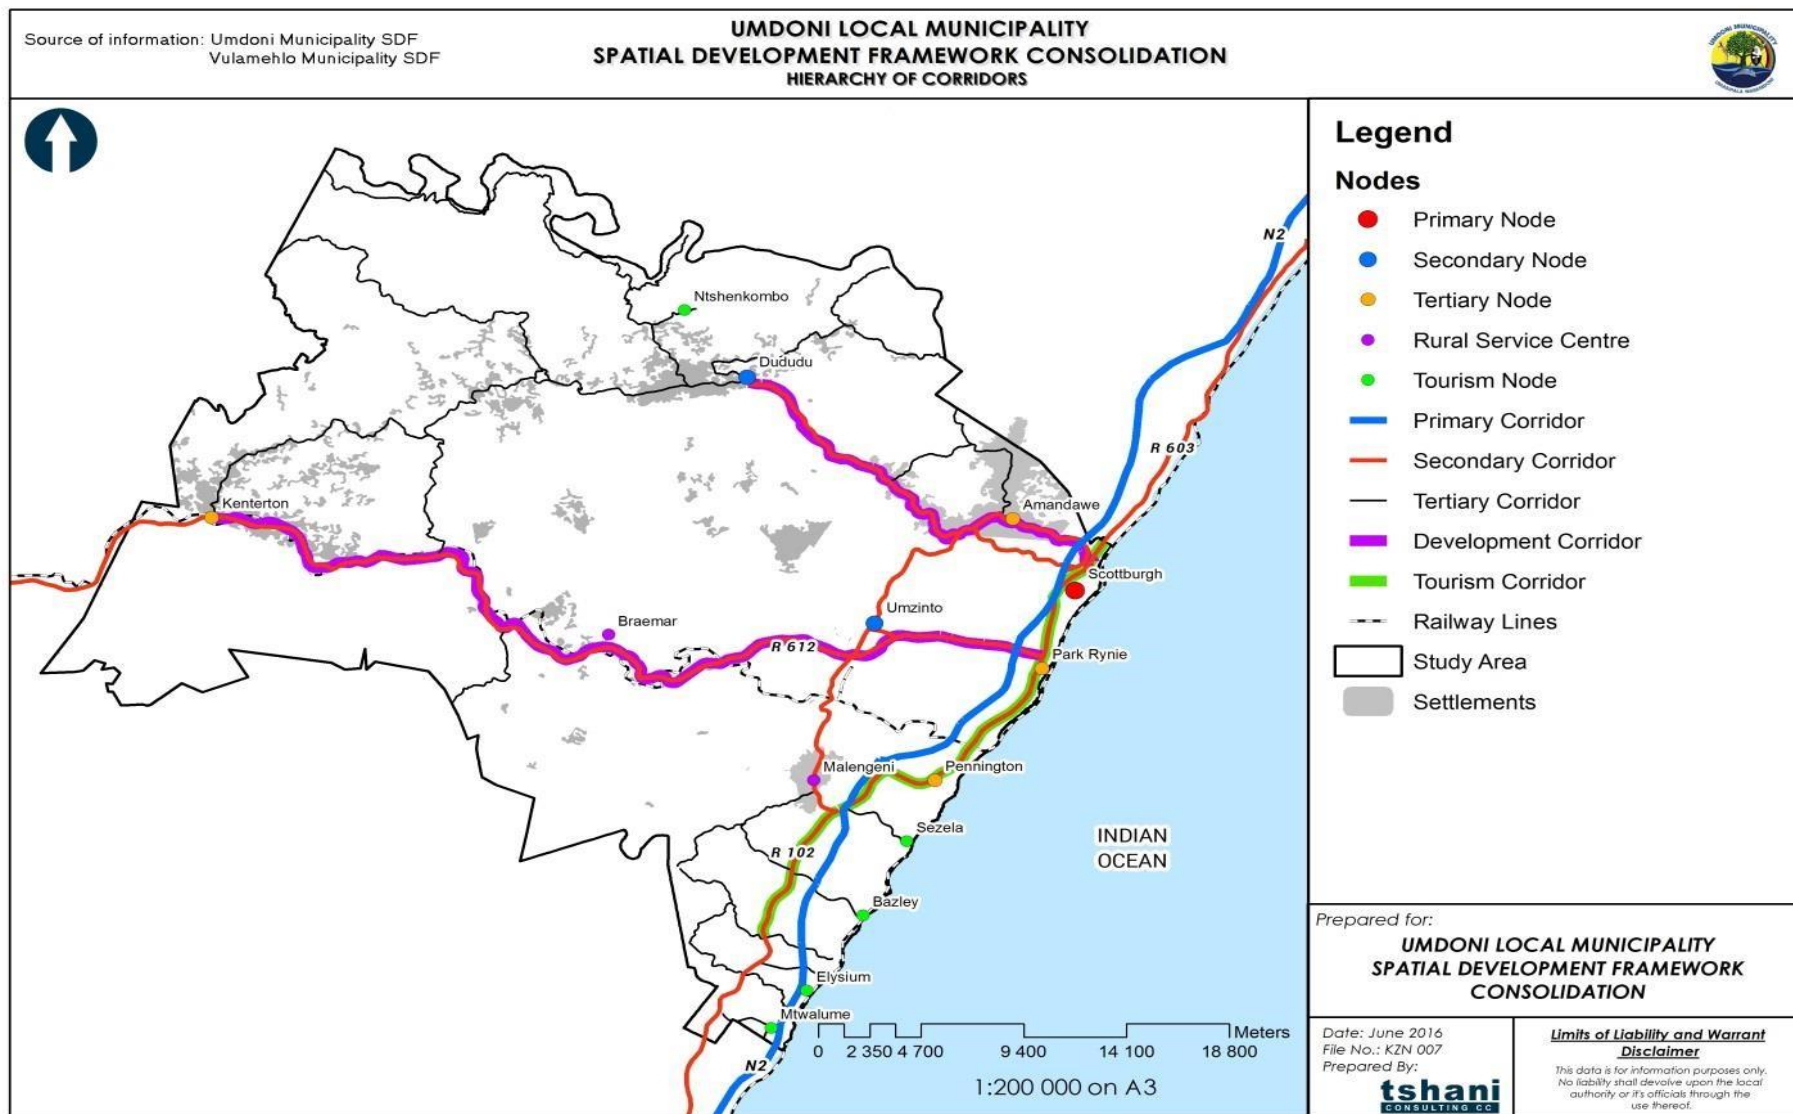 Source of information: Umdoni Municipality SDF
Vulamehlo Municipality SDF
UMDONI LOCAL MUNICIPALITY
SPATIAL DEVELOPMENT FRAMEWORK CONSOLIDATION
HIERARCHY OF CORRIDORS
UMDONI MUNICIPALITY
N2
Ntshenkombo
Dududu
R 603
Kenterton
Amandawe
Scottburgh
Umzinto
Braemar
R 612
Park Rynie
Malengeni
Pennington
Sezela
R 102
INDIAN
OCEAN
Bazley
Elysium
Mtwalume
N2
Meters
0 2 350 4 700 9 400 14 100 18 800
1:200 000 on A3
Legend
Nodes
Primary Node
Secondary Node
Tertiary Node
Rural Service Centre
Tourism Node
Primary Corridor
Secondary Corridor
Tertiary Corridor
Development Corridor
Tourism Corridor
Railway Lines
Study Area
Settlements
Prepared for:
UMDONI LOCAL MUNICIPALITY
SPATIAL DEVELOPMENT FRAMEWORK
CONSOLIDATION
Date: June 2016
File No.: KZN 007
Prepared By:
tshani
CONSULTING CC
Limits of Liability and Warrant
Disclaimer
This data is for information purposes only.
No liability shall devolve upon the local
authority or it's officials through the
use thereof.